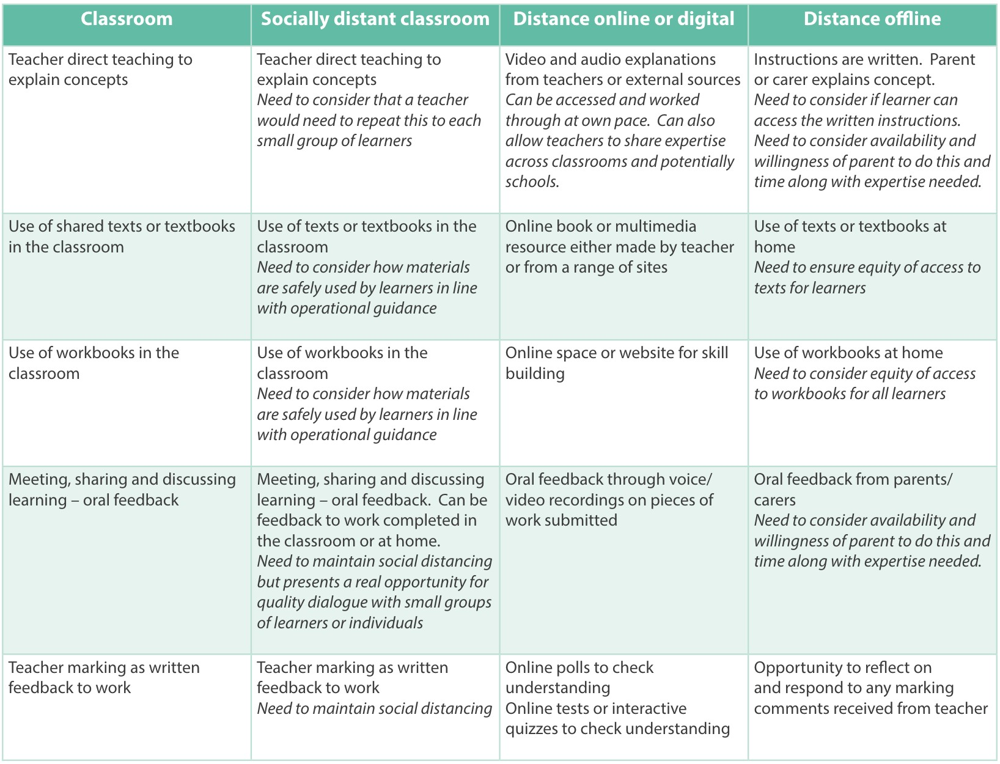 Classroom
Socially distant classroom
Distance online or digital
Distance offline
Teacher direct teaching to
explain concepts
Teacher direct teaching to
explain concepts
Need to consider that a teacher
would need to repeat this to each
small group of learners
Video and audio explanations
from teachers or external sources
Can be accessed and worked
through at own pace.  Can also
allow teachers to share expertise
across classrooms and potentially
schools.
Instructions are written.  Parent
or carer explains concept.
Need to consider if learner can
access the written instructions.
Need to consider availability and
willingness of parent to do this and
time along with expertise needed.
Use of shared texts or textbooks
in the classroom
Use of texts or textbooks in the
classroom
Need to consider how materials
are safely used by learners in line
with operational guidance
Online book or multimedia
resource either made by teacher
or from a range of sites
Use of texts or textbooks at
home
Need to ensure equity of access to
texts for learners
Use of workbooks in the
classroom
Use of workbooks in the
classroom
Need to consider how materials
are safely used by learners in line
with operational guidance
Online space or website for skill
building
Use of workbooks at home
Need to consider equity of access
to workbooks for all learners
Meeting, sharing and discussing
learning – oral feedback
Meeting, sharing and discussing
learning – oral feedback.  Can be
feedback to work completed in
the classroom or at home.
Need to maintain social distancing
but presents a real opportunity for
quality dialogue with small groups
of learners or individuals
Oral feedback through voice/
video recordings on pieces of
work submitted
Oral feedback from parents/
carers
Need to consider availability and
willingness of parent to do this and
time along with expertise needed.
Teacher marking as written
feedback to work
Teacher marking as written
feedback to work
Need to maintain social distancing
Online polls to check
understanding
Online tests or interactive
quizzes to check understanding
Opportunity to reflect on
and respond to any marking
comments received from teacher